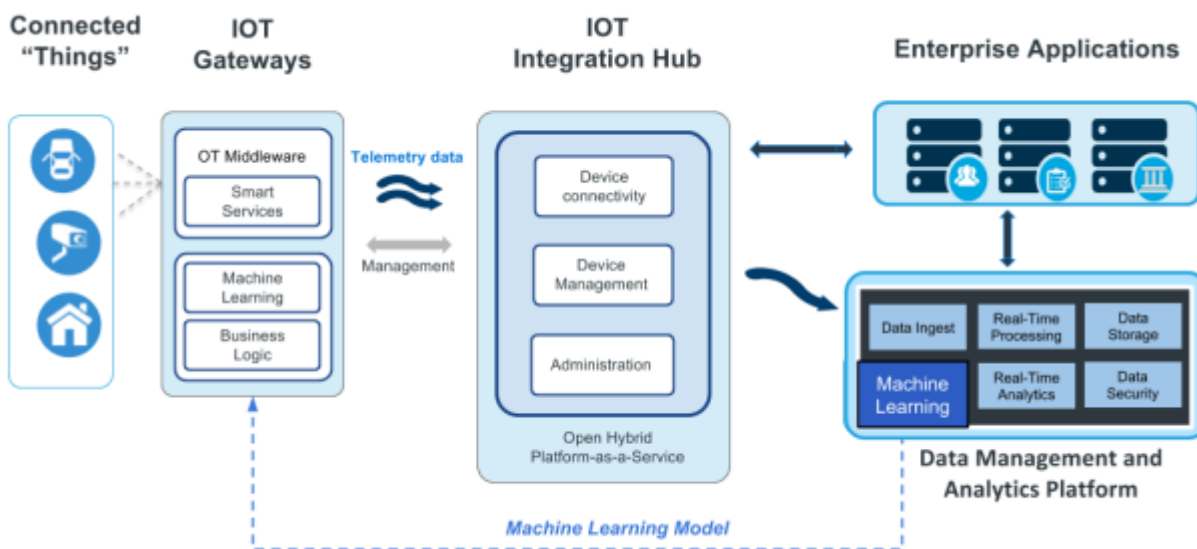 Connected
“Things”
IOT
Gateways
IOT
Integration Hub
Enterprise Applications
OT Middleware
Smart
Services
Machine
Learning
Business
Logic
Telemetry data
Management
Device
connectivity
Device
Management
Administration
Open Hybrid
Platform-as-a-Service
Data Ingest
Real-Time
Processing
Data
Storage
Machine
Learning
Real-Time
Analytics
Data
Security
Data Management and
Analytics Platform
Machine Learning Model